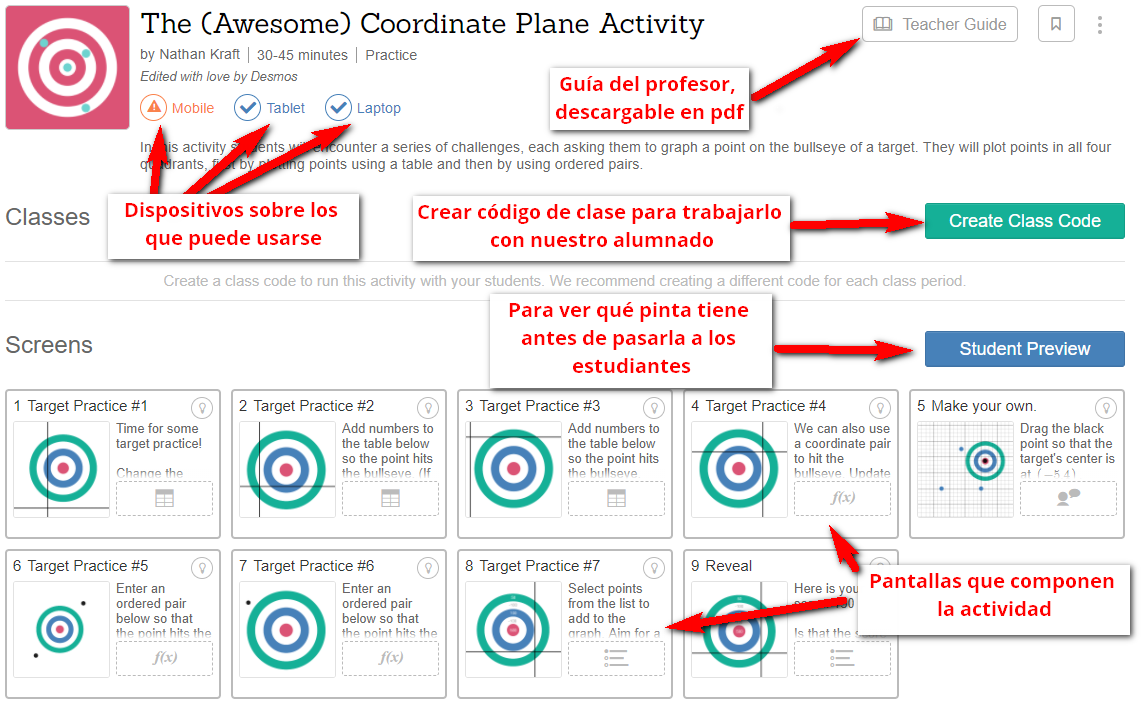 The (Awesome) Coordinate Plane Activity
Teacher Guide
by Nathan Kraft | 30-45 minutes | Practice
Edited with love by Desmos
Mobile
Tablet
Laptop
Guía del profesor,
descargable en pdf
In this activity students will encounter a series of challenges, each asking them to graph a point on the bullseye of a target. They will plot points in all four
quadrants, first by plotting points using a table and then by using ordered pairs.
Dispositivos sobre los
que puede usarse
Classes
Crear código de clase para trabajarlo
con nuestro alumnado
Create Class Code
Create a class code to run this activity with your students. We recommend creating a different code for each class period.
Para ver qué pinta tiene
antes de pasarla a los
estudiantes
Screens
Student Preview
1 Target Practice #1
Time for some
target practice!
Change the
2 Target Practice #2
Add numbers to
the table below
so the point hits
the bullseye. (If
3 Target Practice #3
Add numbers to
the table below
so the point hits
the bullseye
4 Target Practice #4
We can also use
a coordinate pair
to hit the
bullseye. Update
f(x)
5 Make your own.
Drag the black
point so that the
target's center is
at (−5,4)
6 Target Practice #5
Enter an
ordered pair
below so that
the point hits the
f(x)
7 Target Practice #6
Enter an
ordered pair
below so that
the point hits the
f(x)
8 Target Practice #7
Select points
from the list to
add to the
graph. Aim for a
9 Reveal
Here is you
Is that the
Pantallas que componen
la actividad